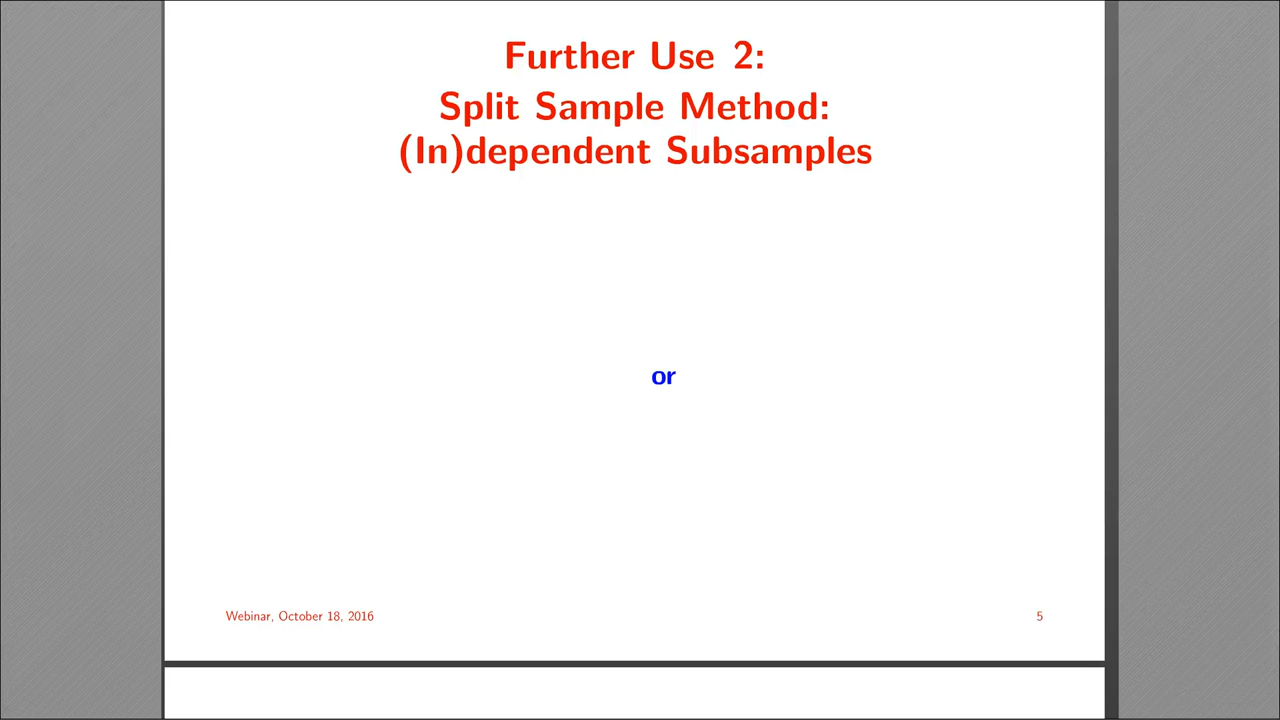 Further Use 2:
Split Sample Method:
(In)dependent Subsamples
or
Webinar, October 18, 2016
5